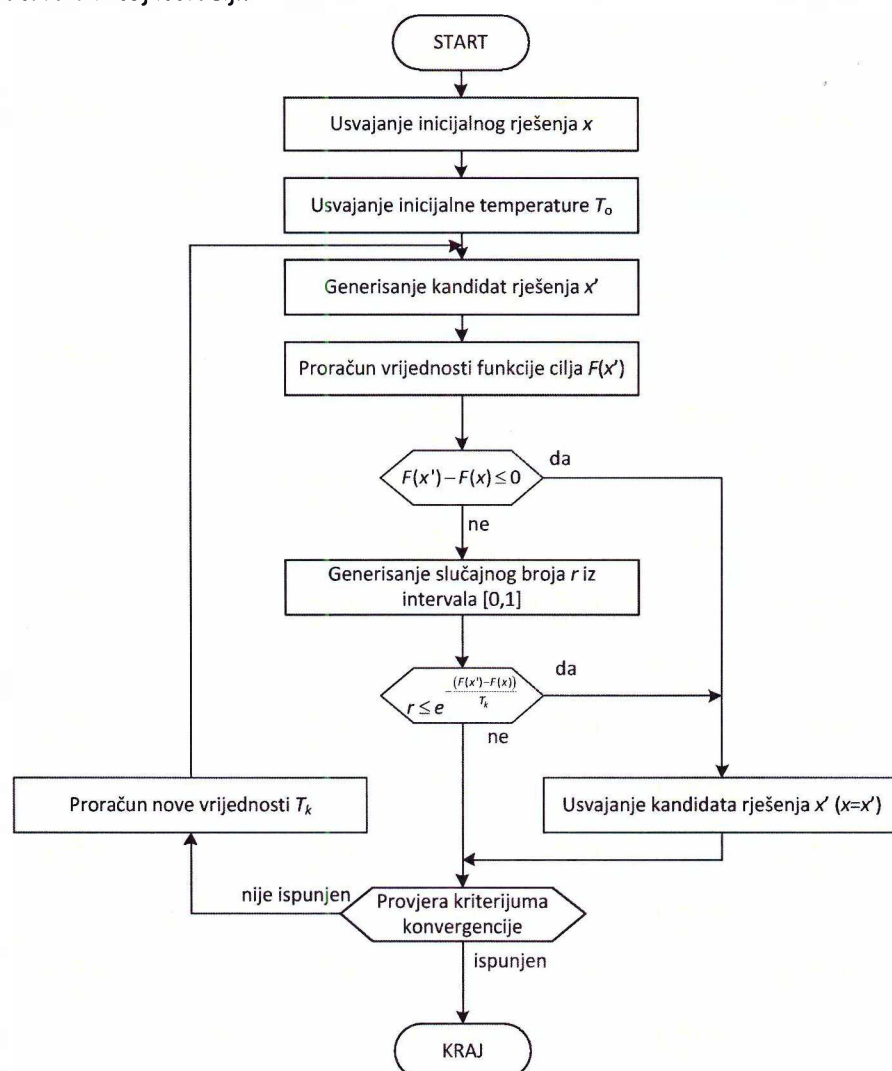 START
Usvajanje inicijalnog rješenja x
Usvajanje inicijalne temperature T₀
Generisanje kandidat rješenja x'
Proračun vrijednosti funkcije cilja F(x')
F(x')−F(x)≤0
da
ne
Generisanje slučajnog broja r iz
intervala [0,1]
r ≤ e^(−(F(x')−F(x))/Tₖ)
da
ne
Proračun nove vrijednosti Tₖ
Usvajanje kandidata rješenja x' (x=x')
nije ispunjen
Provjera kriterijuma
konvergencije
ispunjen
KRAJ